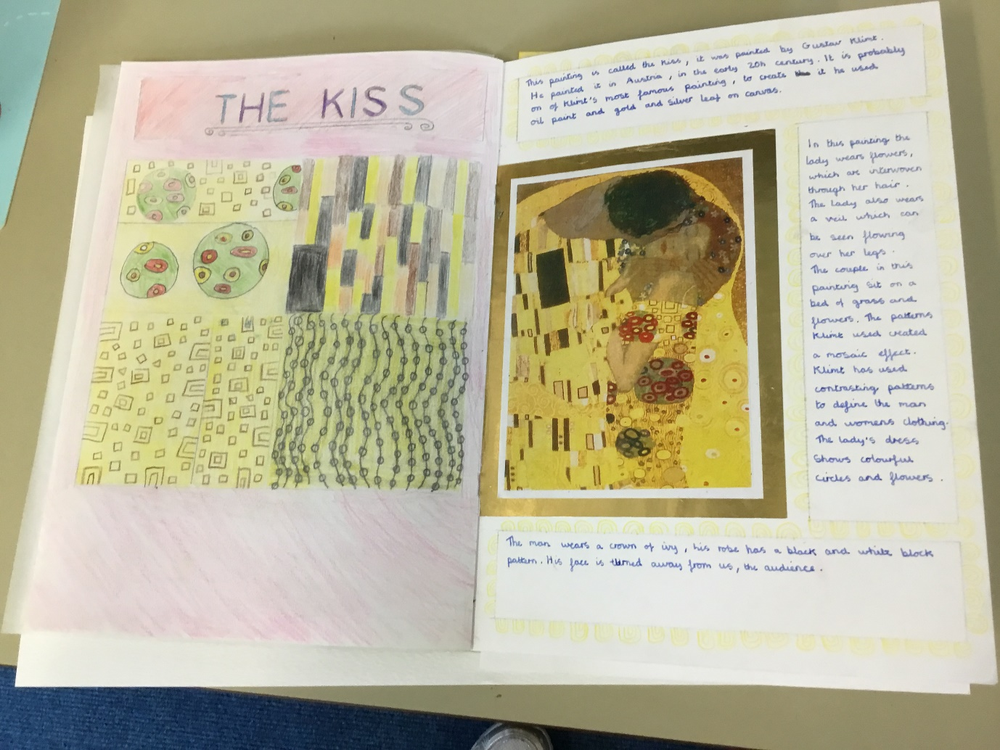 THE KISS
This painting is called the Kiss, it was painted by Gustav Klimt.
He painted it in Austria, in the early 20th century. It is probably
on of Klimt's most famous painting, to create it he used
oil paint and gold and silver leaf on canvas.
In this painting the
lady wears flowers,
which are interwoven
through her hair.
The lady also wears
a veil which can
be seen flowing
over her legs.
The couple in this
painting sit on a
bed of grass and
flowers. The patterns
Klimt used created
a mosaic effect.
Klimt has used
contrasting patterns
to define the man
and womens clothing.
The lady's dress
shows colourful
circles and flowers.
The man wears a crown of ivy, his robe has a black and white block
pattern. His face is turned away from us, the audience.